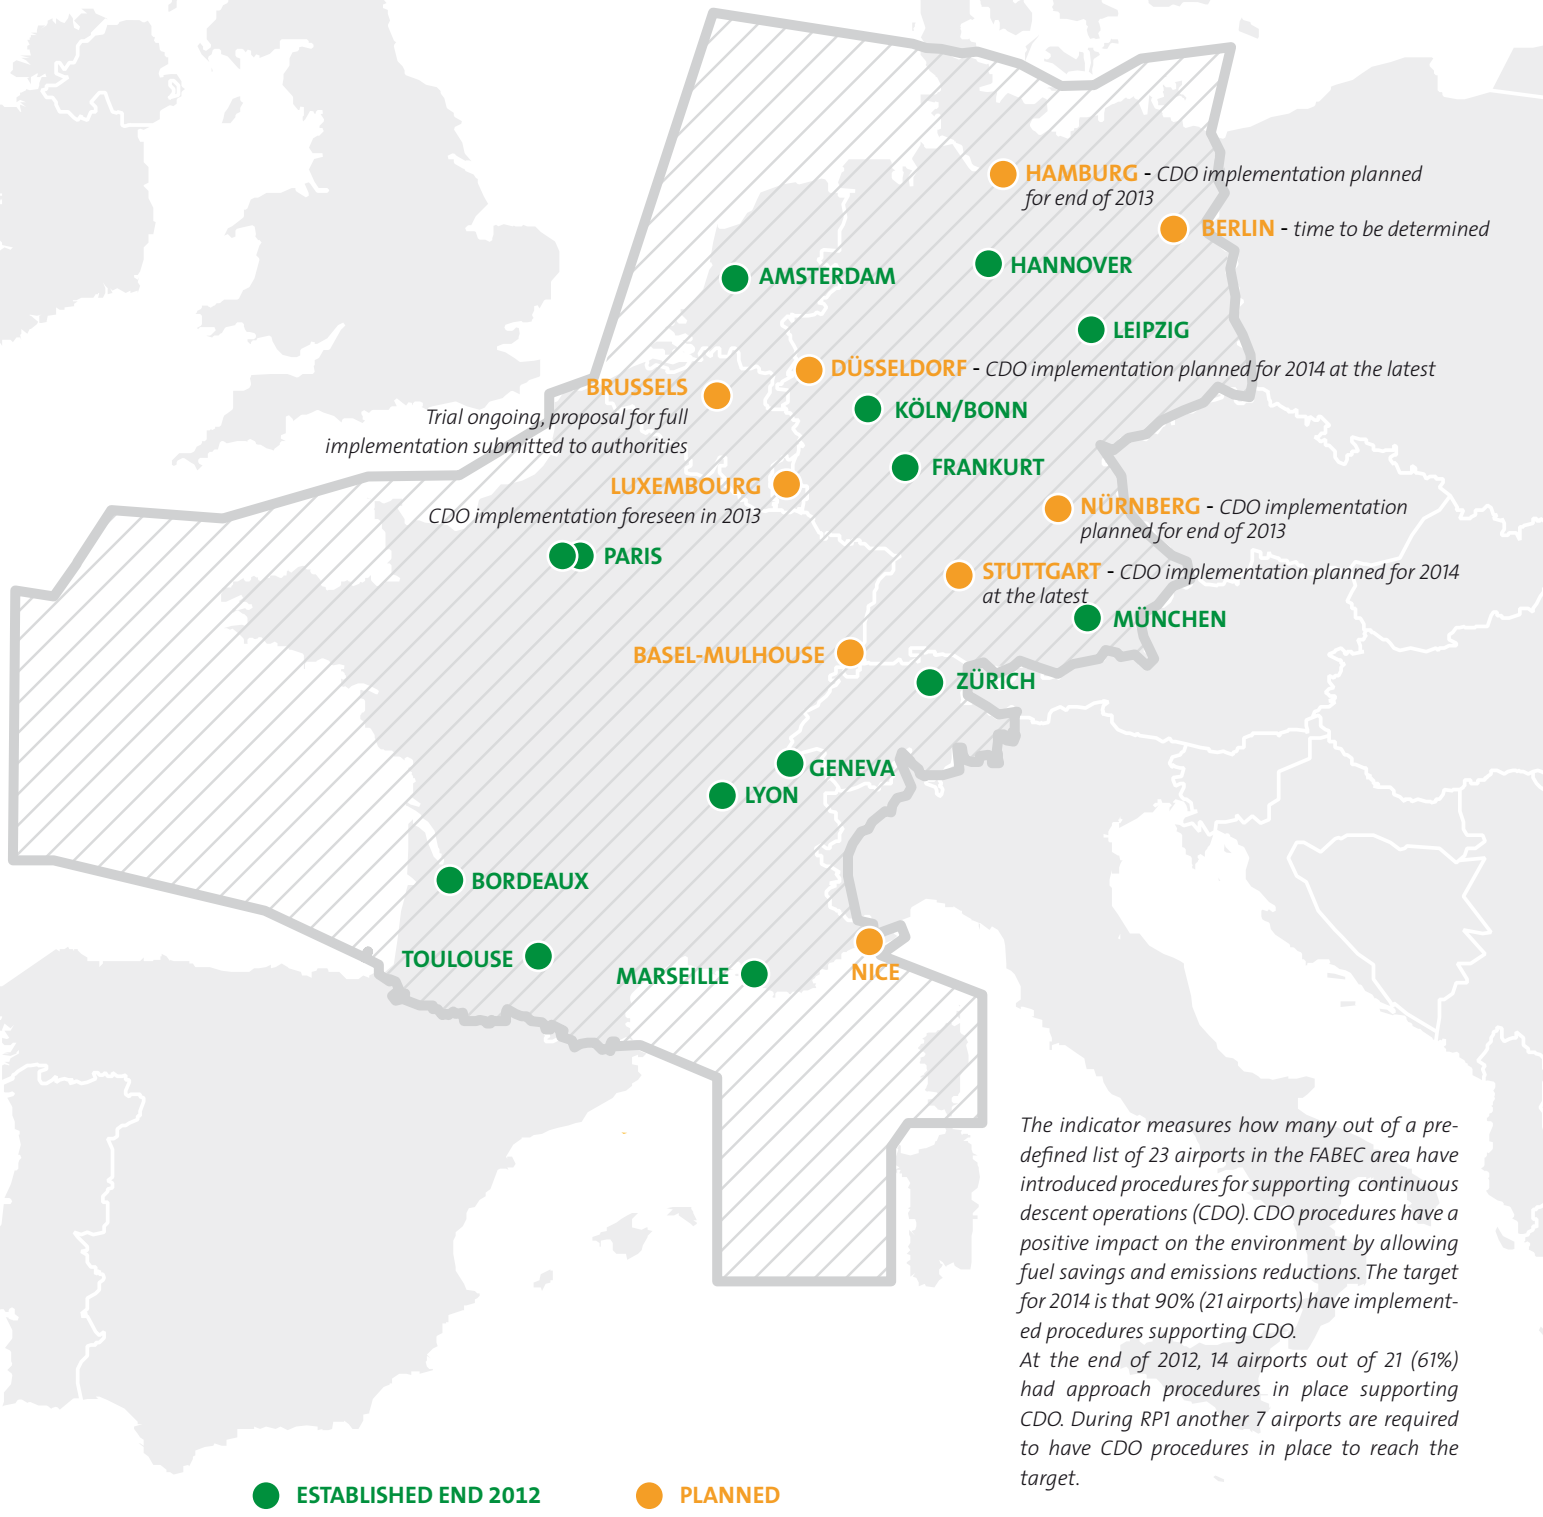 HAMBURG - CDO implementation planned
for end of 2013
BERLIN - time to be determined
HANNOVER
AMSTERDAM
LEIPZIG
DÜSSELDORF - CDO implementation planned for 2014 at the latest
BRUSSELS
Trial ongoing, proposal for full
implementation submitted to authorities
KÖLN/BONN
FRANKURT
LUXEMBOURG
CDO implementation foreseen in 2013
NÜRNBERG - CDO implementation
planned for end of 2013
PARIS
STUTTGART - CDO implementation planned for 2014
at the latest
MÜNCHEN
BASEL-MULHOUSE
ZÜRICH
GENEVA
LYON
BORDEAUX
TOULOUSE
MARSEILLE
NICE
The indicator measures how many out of a pre-
defined list of 23 airports in the FABEC area have
introduced procedures for supporting continuous
descent operations (CDO). CDO procedures have a
positive impact on the environment by allowing
fuel savings and emissions reductions. The target
for 2014 is that 90% (21 airports) have implement-
ed procedures supporting CDO.
At the end of 2012, 14 airports out of 21 (61%)
had approach procedures in place supporting
CDO. During RP1 another 7 airports are required
to have CDO procedures in place to reach the
target.
ESTABLISHED END 2012
PLANNED